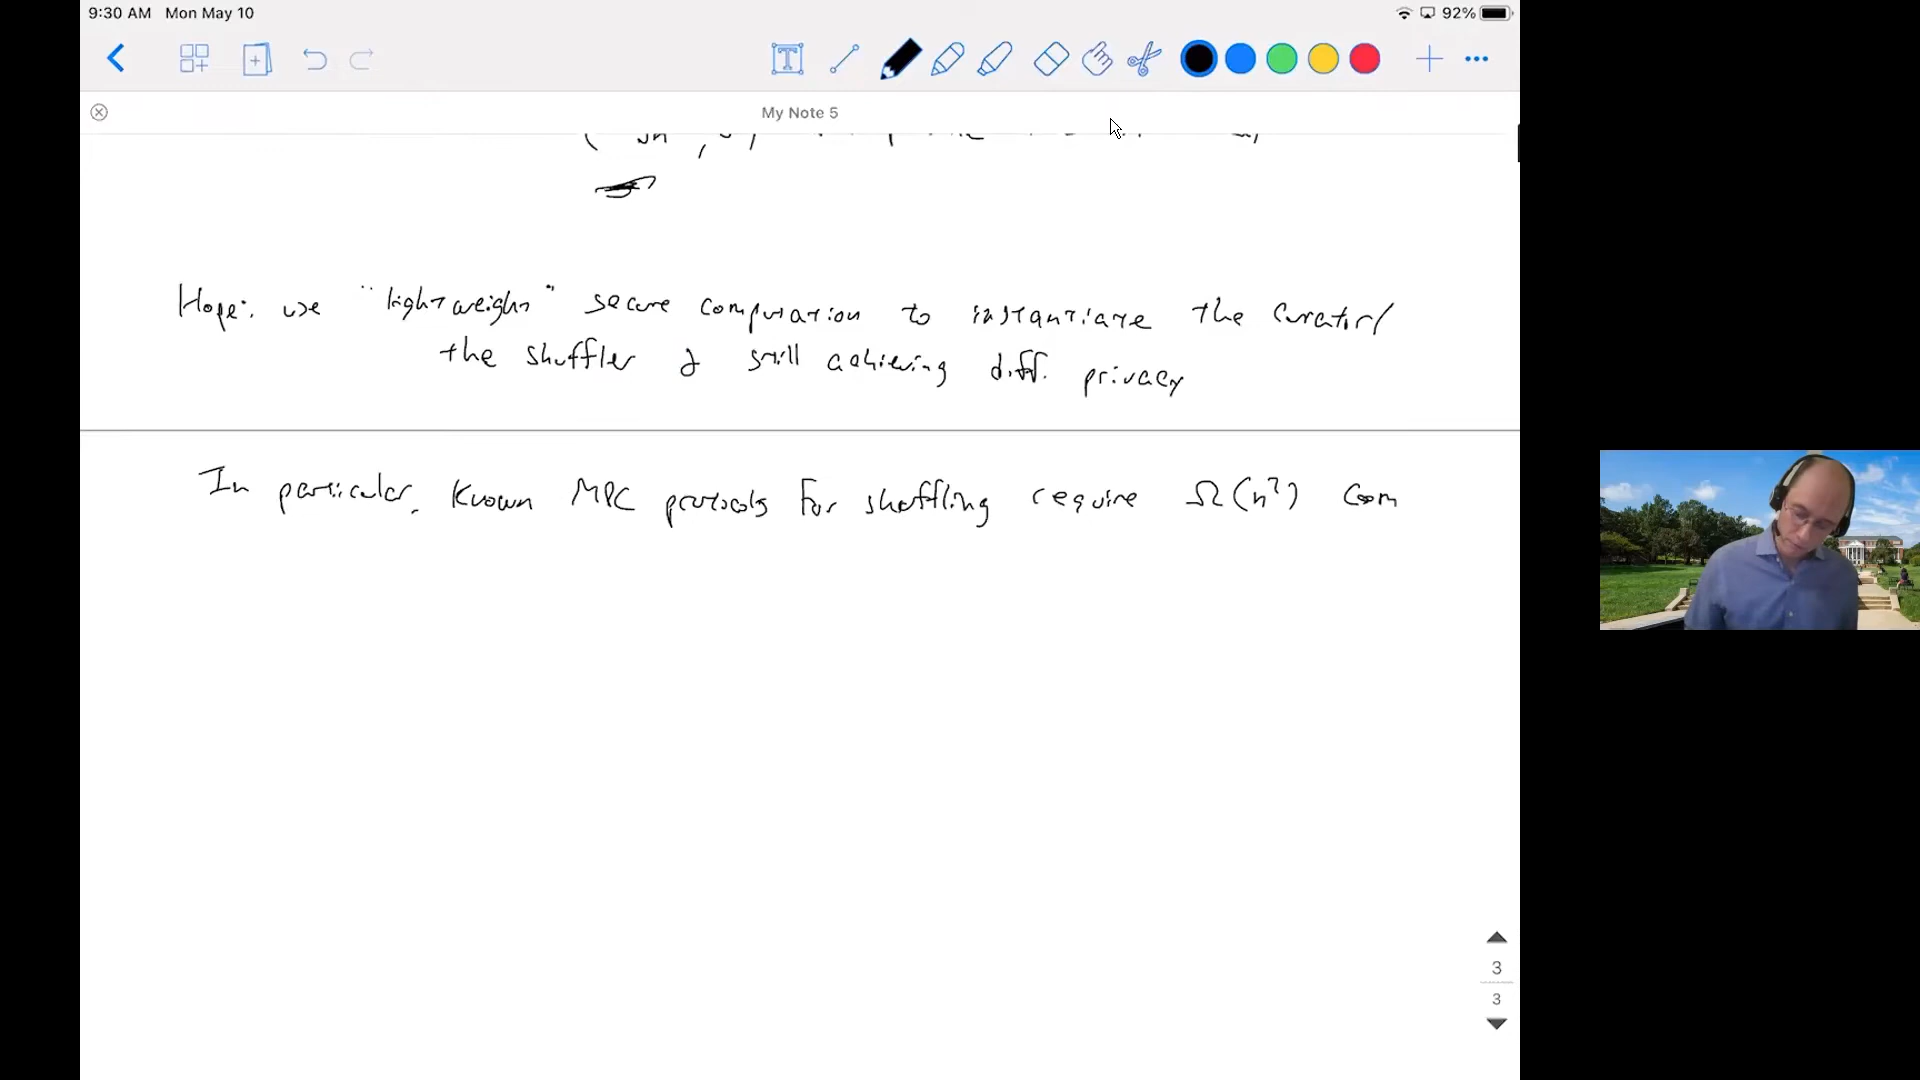 9:30 AM Mon May 10
92%
My Note 5
Hope: use "lightweight" secure computation to instantiate the curator/
the shuffler & still achieving diff. privacy
In particular, known MPC protocols for shuffling require Ω(n²) com
3
3